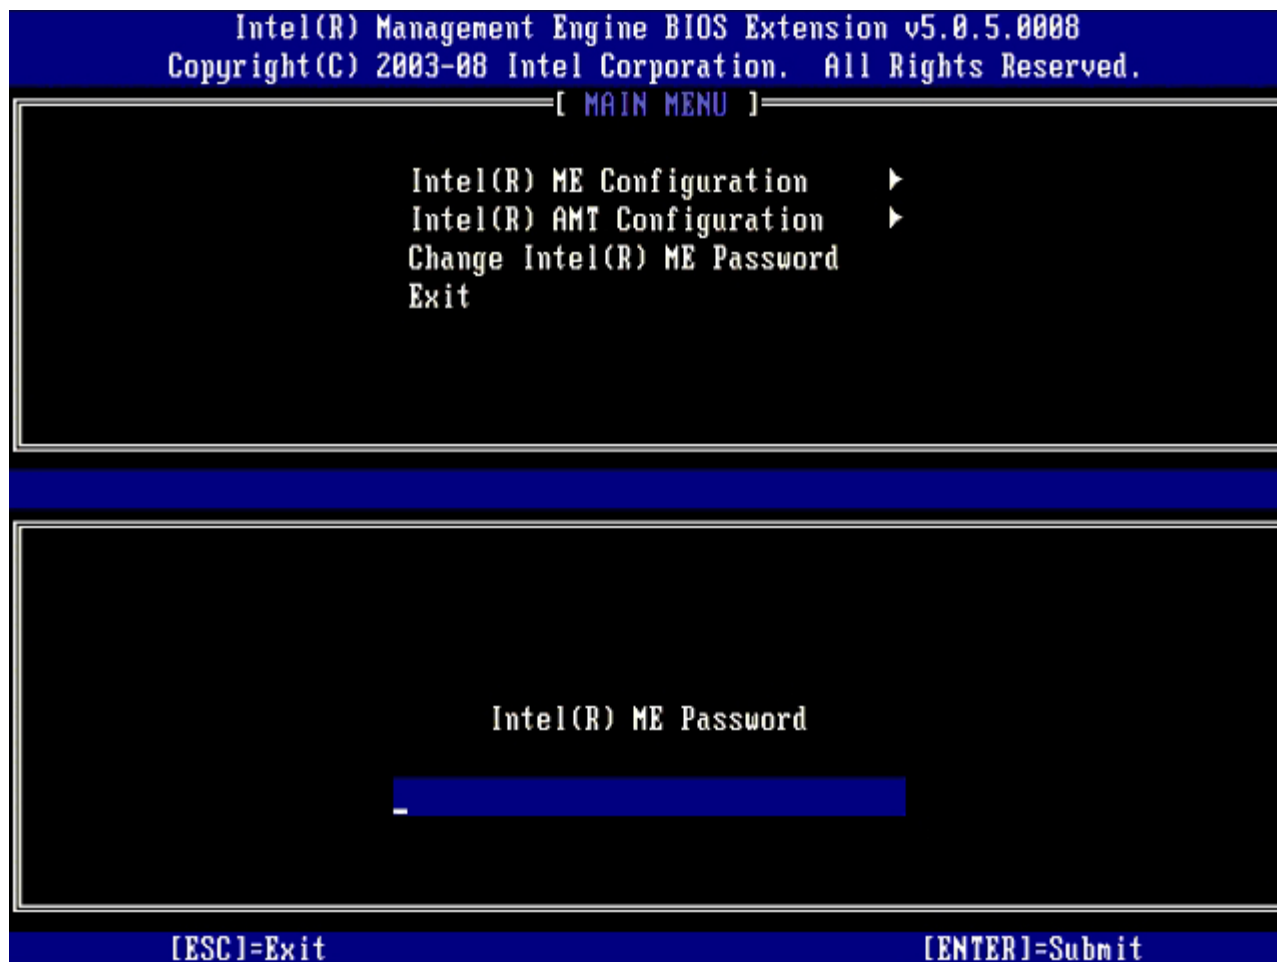 Intel(R) Management Engine BIOS Extension v5.0.5.0008
Copyright(C) 2003-08 Intel Corporation.  All Rights Reserved.
[ MAIN MENU ]
Intel(R) ME Configuration ►
Intel(R) AMT Configuration ►
Change Intel(R) ME Password
Exit
Intel(R) ME Password
[ESC]=Exit [ENTER]=Submit